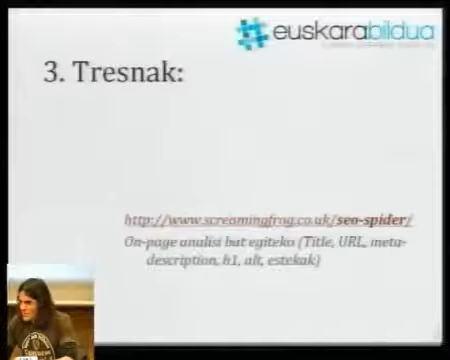 euskarabildua
3. Tresnak:
http://www.screamingfrog.co.uk/seo-spider/
On-page analisi bat egiteko (Title, URL, meta-
description, h1, alt, estekak)